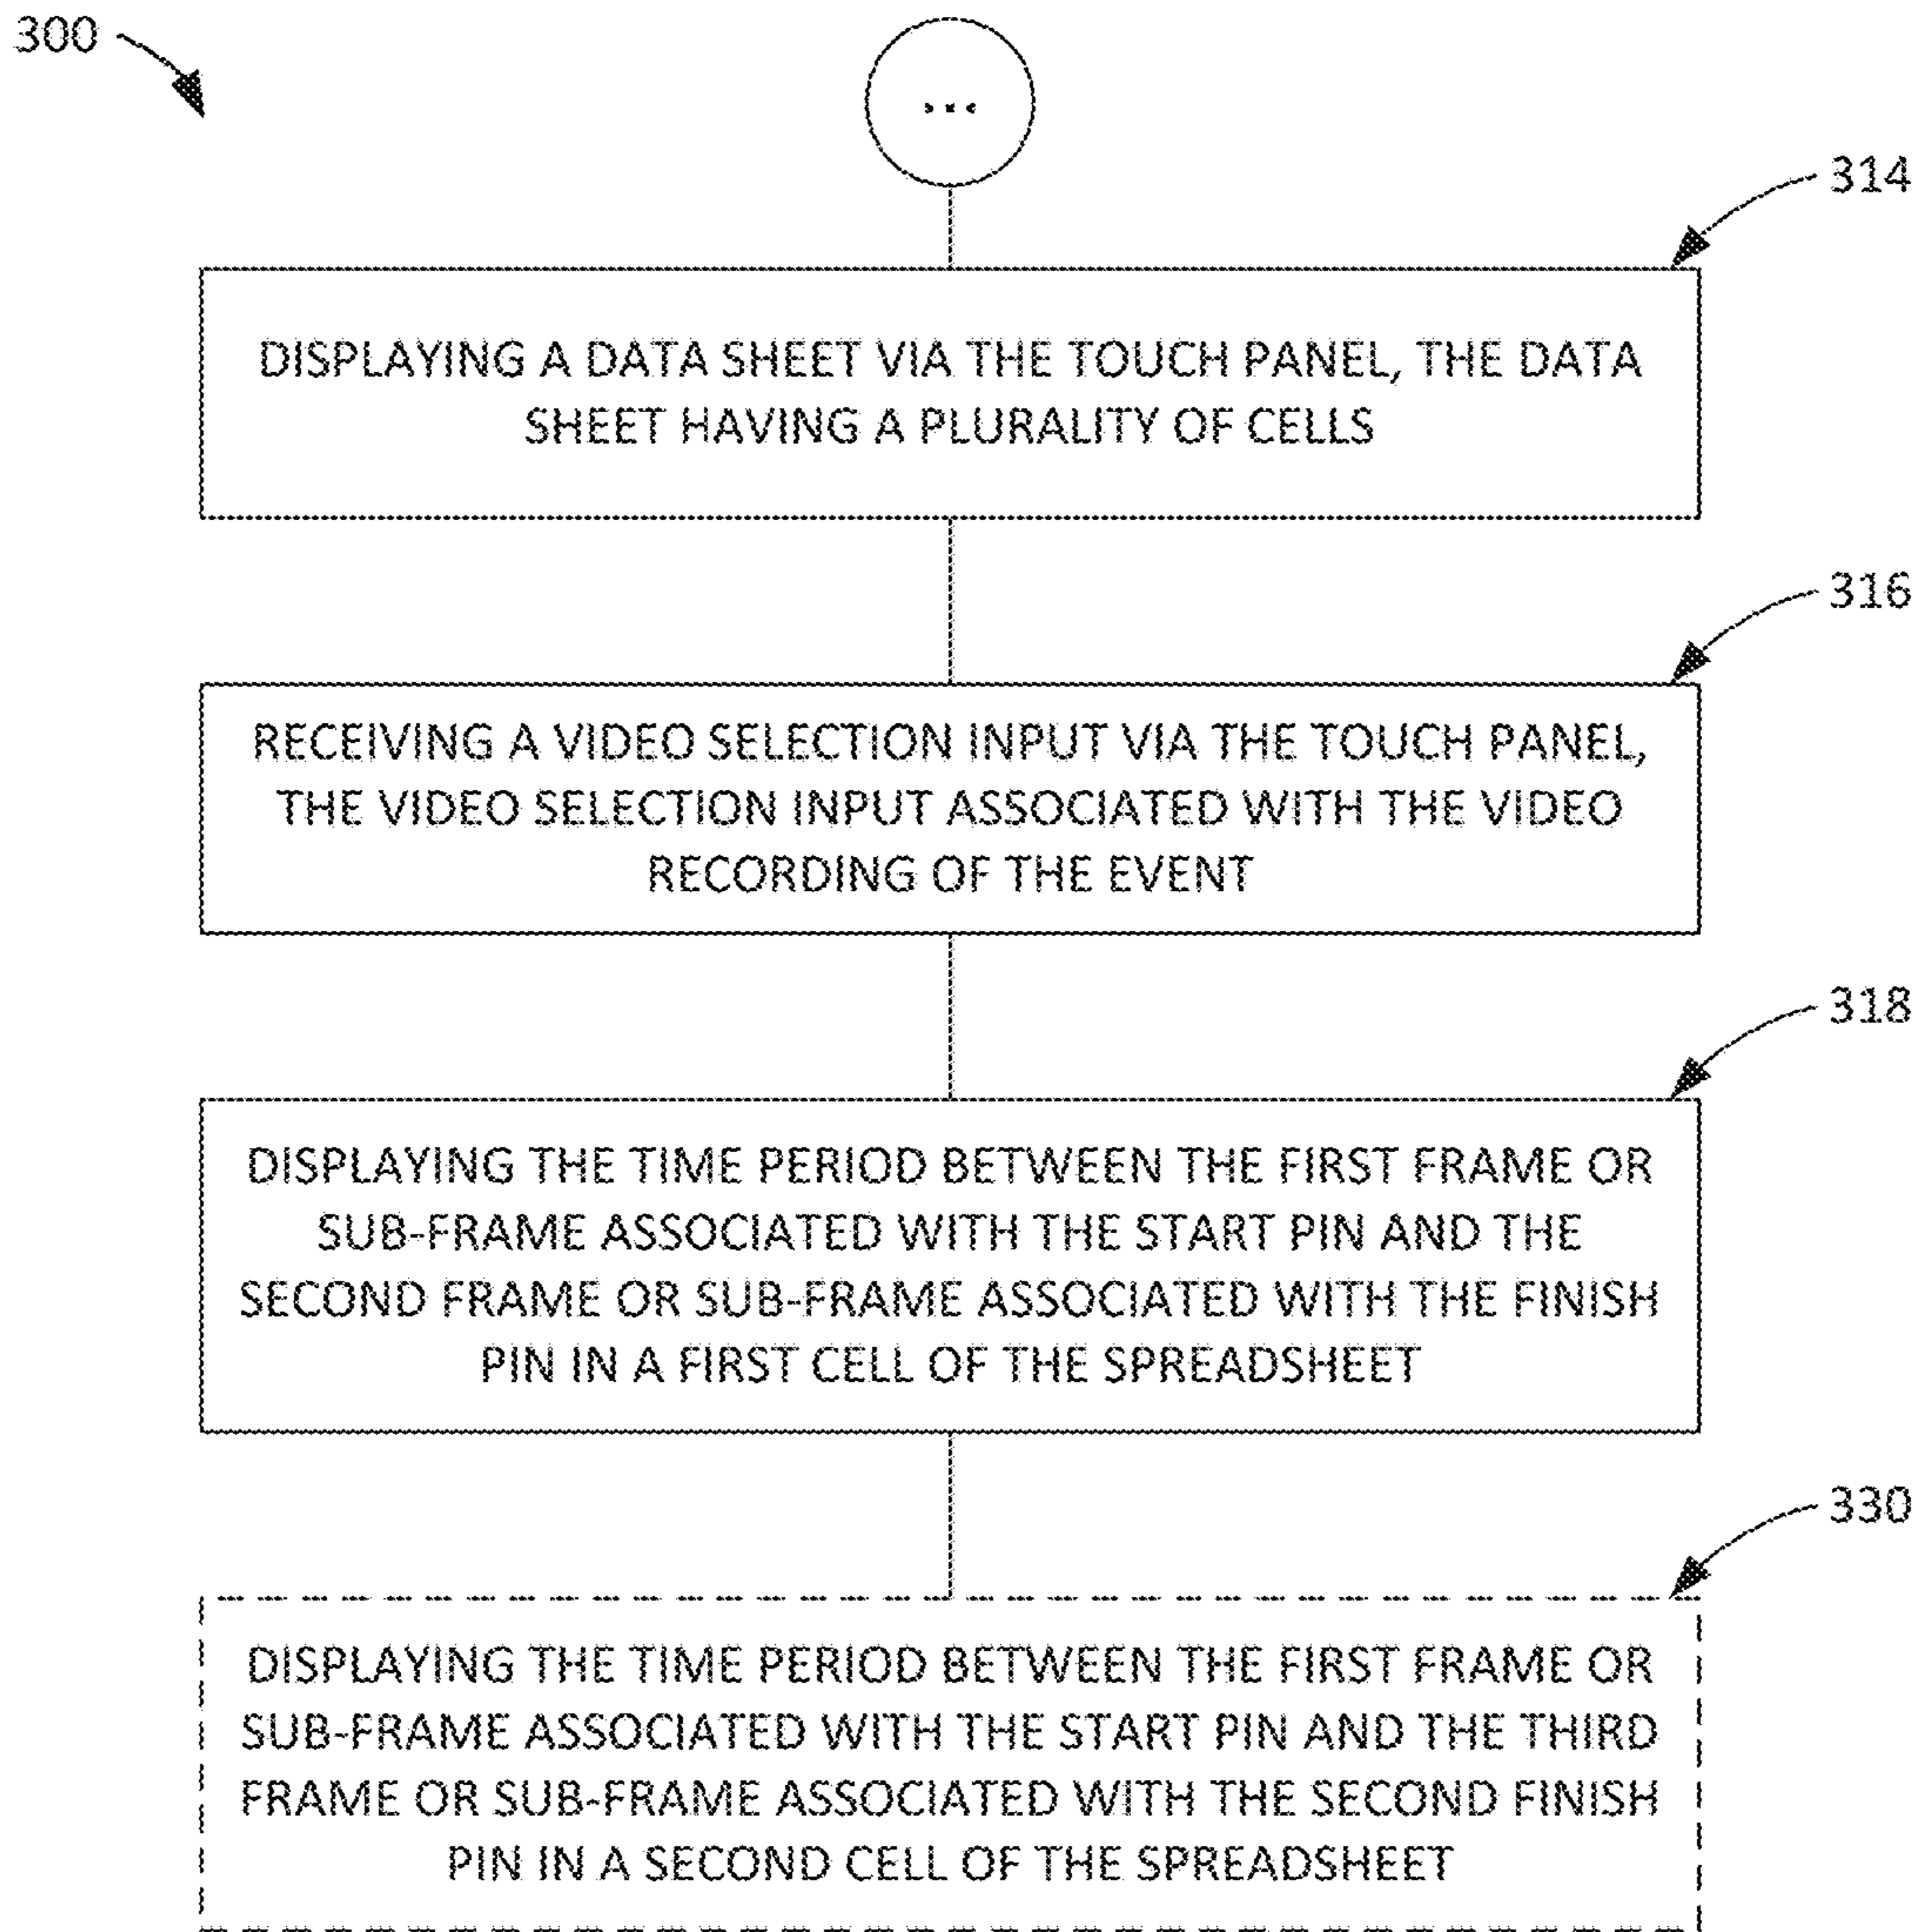 300
...
314
DISPLAYING A DATA SHEET VIA THE TOUCH PANEL, THE DATA
SHEET HAVING A PLURALITY OF CELLS
316
RECEIVING A VIDEO SELECTION INPUT VIA THE TOUCH PANEL,
THE VIDEO SELECTION INPUT ASSOCIATED WITH THE VIDEO
RECORDING OF THE EVENT
318
DISPLAYING THE TIME PERIOD BETWEEN THE FIRST FRAME OR
SUB-FRAME ASSOCIATED WITH THE START PIN AND THE
SECOND FRAME OR SUB-FRAME ASSOCIATED WITH THE FINISH
PIN IN A FIRST CELL OF THE SPREADSHEET
330
DISPLAYING THE TIME PERIOD BETWEEN THE FIRST FRAME OR
SUB-FRAME ASSOCIATED WITH THE START PIN AND THE THIRD
FRAME OR SUB-FRAME ASSOCIATED WITH THE SECOND FINISH
PIN IN A SECOND CELL OF THE SPREADSHEET